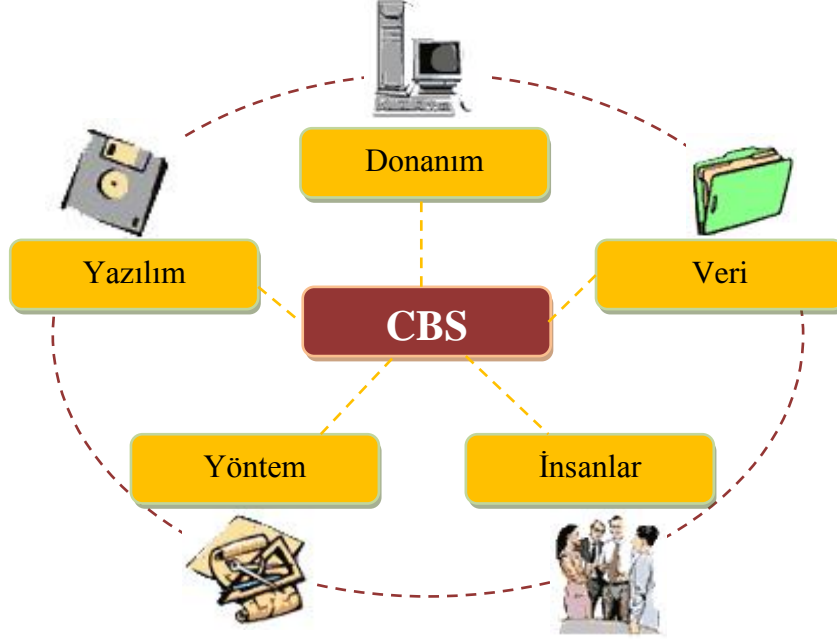 Donanım
Yazılım
Veri
CBS
Yöntem
İnsanlar